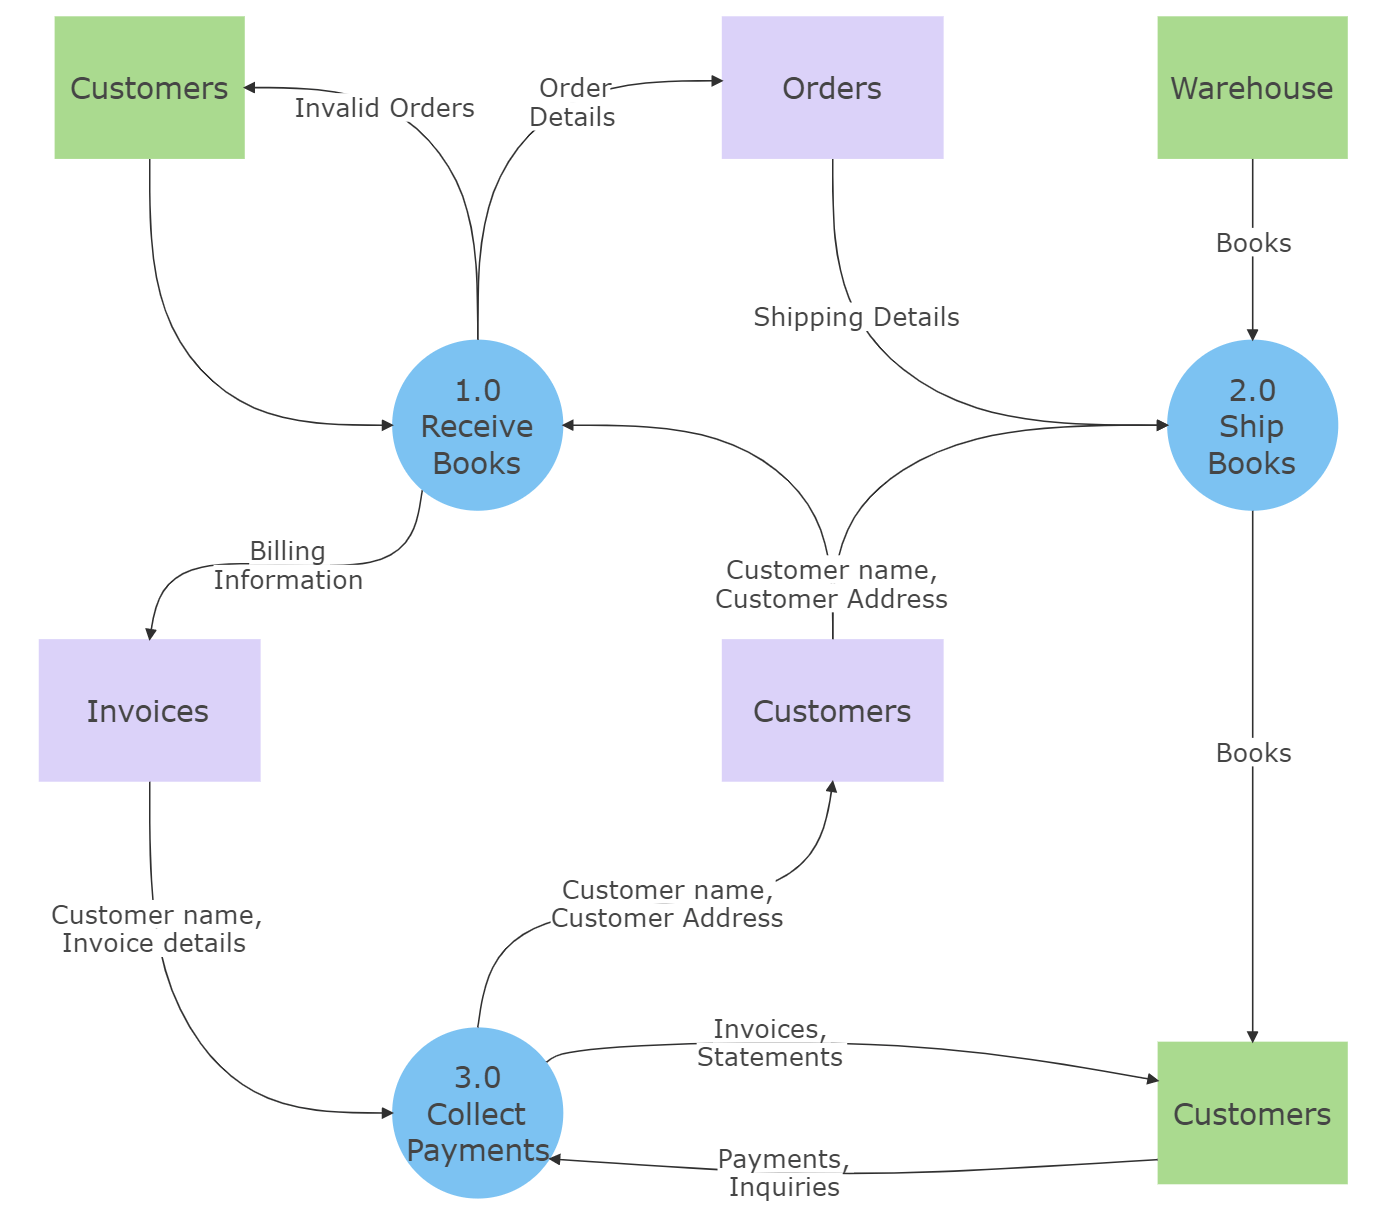 Customers
Invalid Orders
Order
Details
Orders
Warehouse
Books
Shipping Details
1.0
Receive
Books
2.0
Ship
Books
Billing
Information
Customer name,
Customer Address
Invoices
Customers
Books
Customer name,
Invoice details
Customer name,
Customer Address
Invoices,
Statements
3.0
Collect
Payments
Customers
Payments,
Inquiries